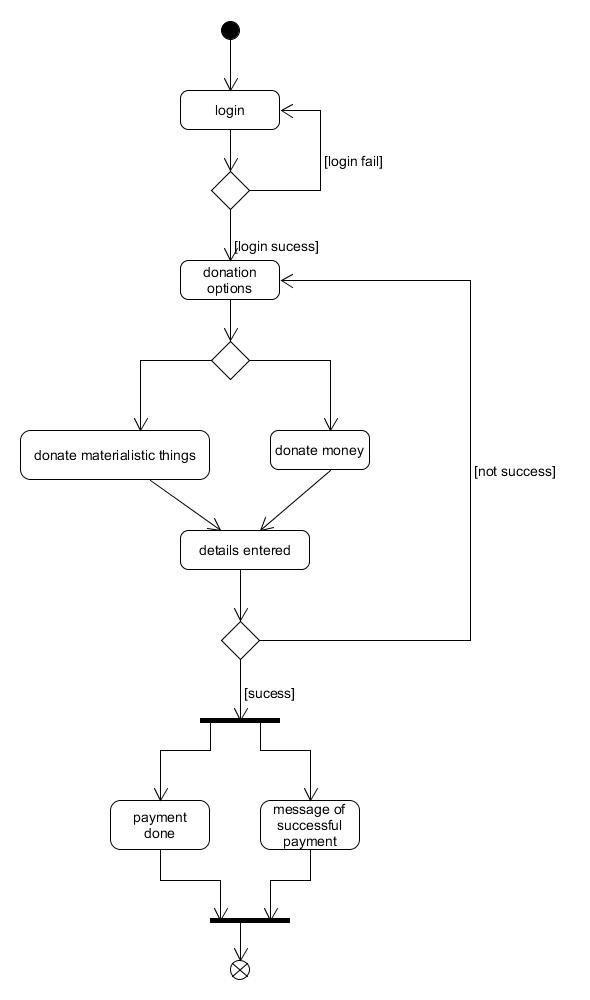 login
[login fail]
[login sucess]
donation
options
donate materialistic things
donate money
[not success]
details entered
[sucess]
payment
done
message of
successful
payment